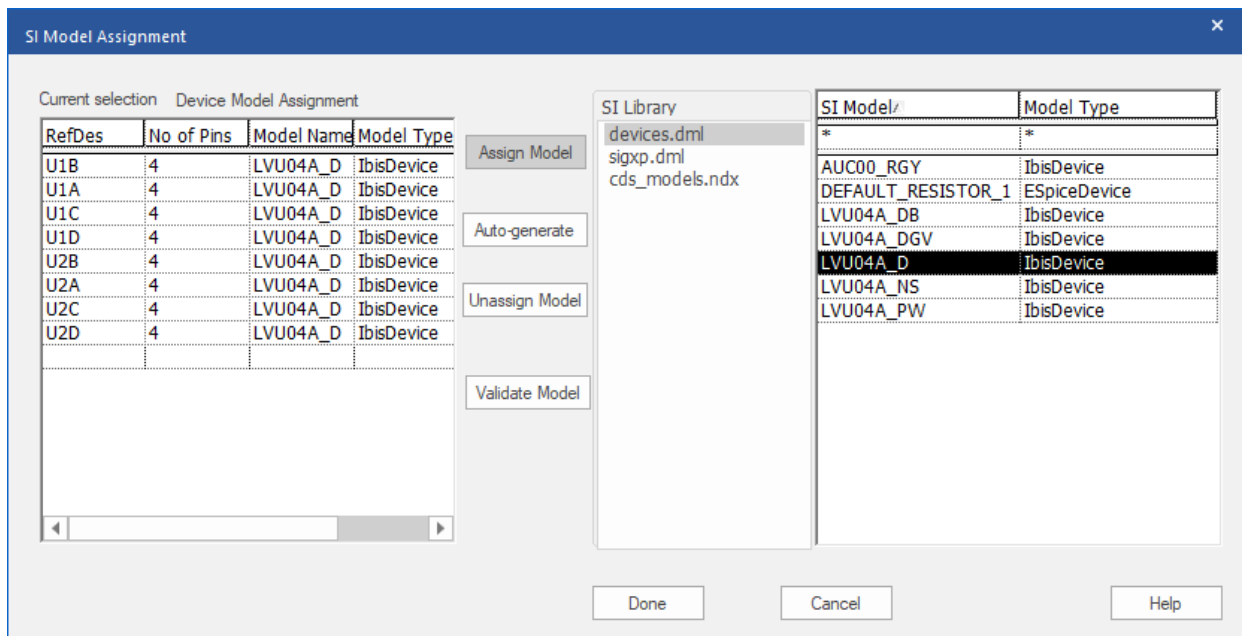 SI Model Assignment
×
Current selection Device Model Assignment
RefDes No of Pins Model Name Model Type
U1B 4 LVU04A_D IbisDevice
U1A 4 LVU04A_D IbisDevice
U1C 4 LVU04A_D IbisDevice
U1D 4 LVU04A_D IbisDevice
U2B 4 LVU04A_D IbisDevice
U2A 4 LVU04A_D IbisDevice
U2C 4 LVU04A_D IbisDevice
U2D 4 LVU04A_D IbisDevice
Assign Model
Auto-generate
Unassign Model
Validate Model
SI Library
devices.dml
sigxp.dml
cds_models.ndx
SI Model Model Type
* *
AUC00_RGY IbisDevice
DEFAULT_RESISTOR_1 ESpiceDevice
LVU04A_DB IbisDevice
LVU04A_DGV IbisDevice
LVU04A_D IbisDevice
LVU04A_NS IbisDevice
LVU04A_PW IbisDevice
Done Cancel Help